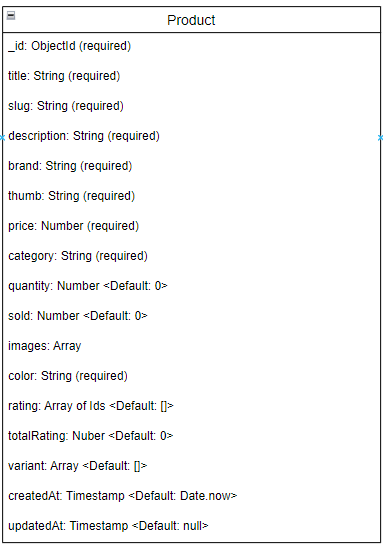 Product
_id: ObjectId (required)
title: String (required)
slug: String (required)
description: String (required)
brand: String (required)
thumb: String (required)
price: Number (required)
category: String (required)
quantity: Number <Default: 0>
sold: Number <Default: 0>
images: Array
color: String (required)
rating: Array of Ids <Default: []>
totalRating: Nuber <Default: 0>
variant: Array <Default: []>
createdAt: Timestamp <Default: Date.now>
updatedAt: Timestamp <Default: null>